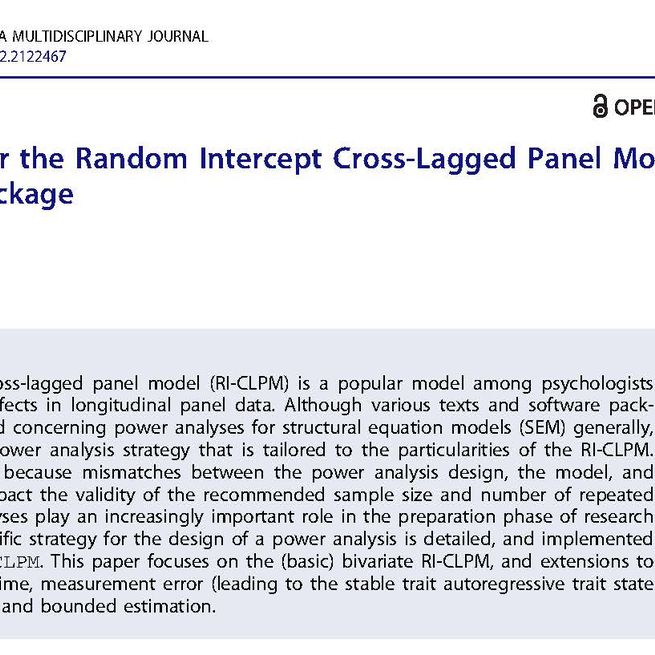 A MULTIDISCIPLINARY JOURNAL
2.2122467
OPE
r the Random Intercept Cross-Lagged Panel Mo
ckage
oss-lagged panel model (RI-CLPM) is a popular model among psychologists
fects in longitudinal panel data. Although various texts and software pack-
d concerning power analyses for structural equation models (SEM) generally,
ower analysis strategy that is tailored to the particularities of the RI-CLPM.
because mismatches between the power analysis design, the model, and
pact the validity of the recommended sample size and number of repeated
yses play an increasingly important role in the preparation phase of research
ific strategy for the design of a power analysis is detailed, and implemented
CLPM. This paper focuses on the (basic) bivariate RI-CLPM, and extensions to
ime, measurement error (leading to the stable trait autoregressive trait state
and bounded estimation.